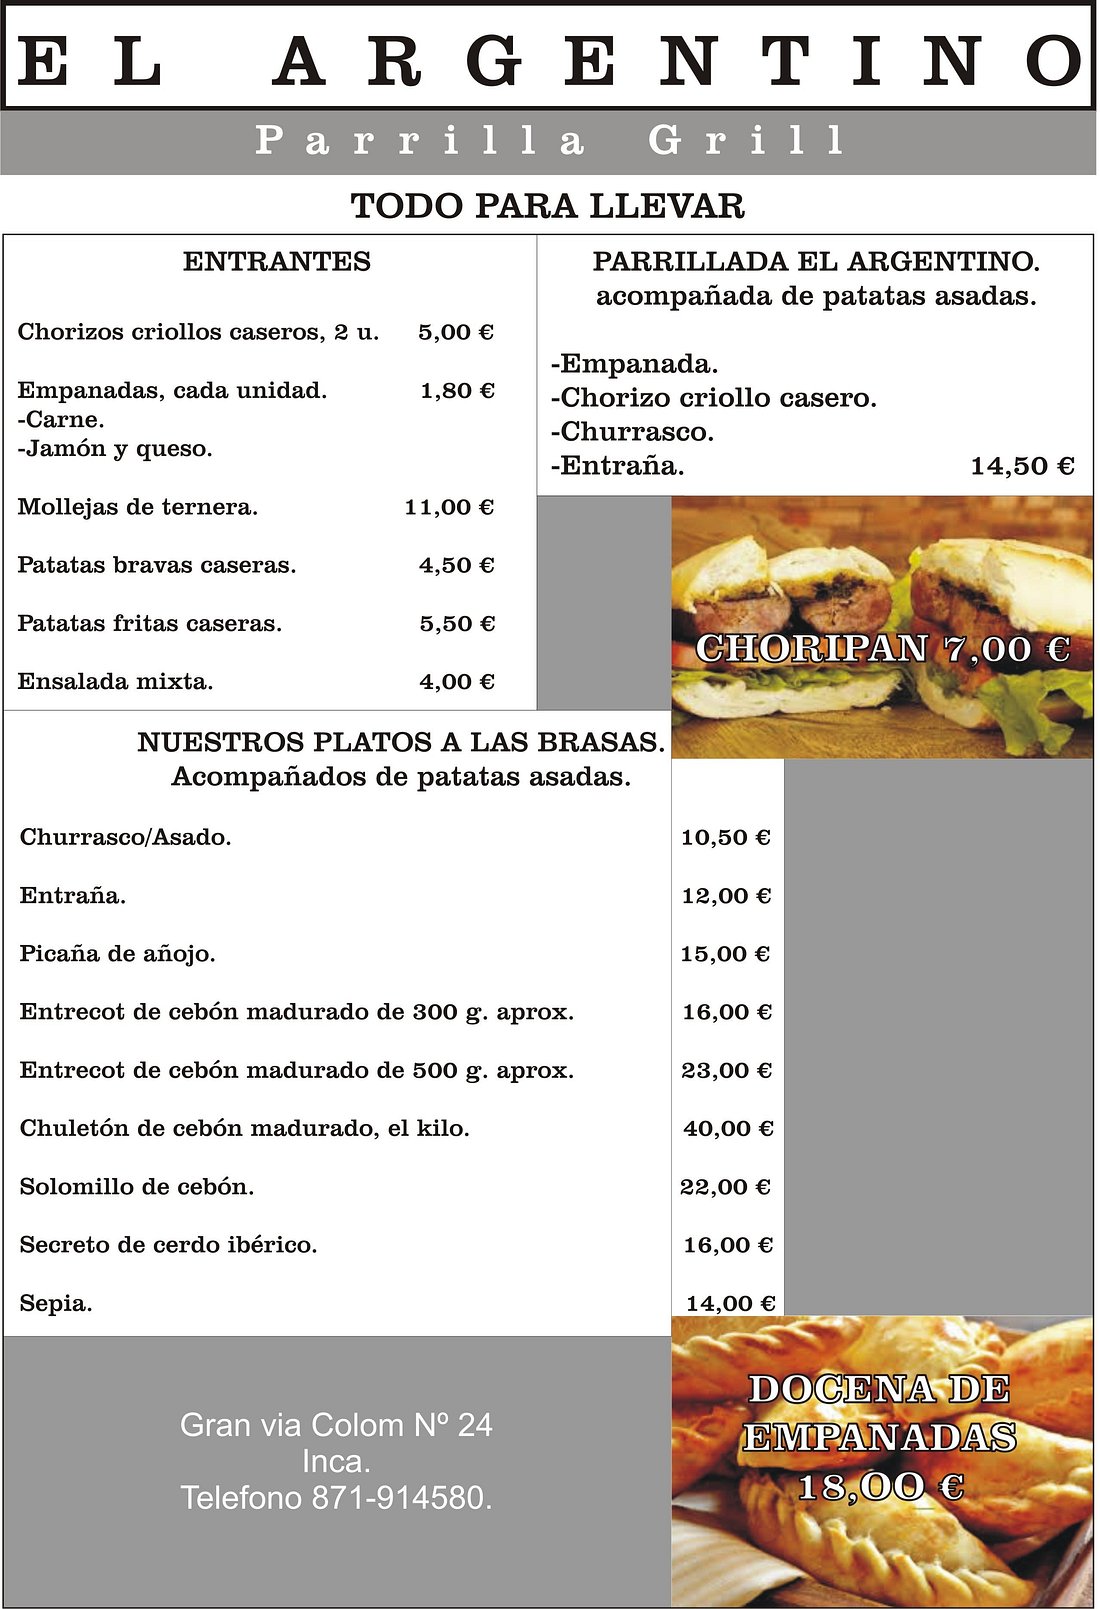 EL ARGENTINO
Parrilla Grill
TODO PARA LLEVAR
ENTRANTES
Chorizos criollos caseros, 2 u. 5,00 €
Empanadas, cada unidad. 1,80 €
-Carne.
-Jamón y queso.
Mollejas de ternera. 11,00 €
Patatas bravas caseras. 4,50 €
Patatas fritas caseras. 5,50 €
Ensalada mixta. 4,00 €
PARRILLADA EL ARGENTINO.
acompañada de patatas asadas.
-Empanada.
-Chorizo criollo casero.
-Churrasco.
-Entraña. 14,50 €
CHORIPAN 7,00 €
NUESTROS PLATOS A LAS BRASAS.
Acompañados de patatas asadas.
Churrasco/Asado. 10,50 €
Entraña. 12,00 €
Picaña de añojo. 15,00 €
Entrecot de cebón madurado de 300 g. aprox. 16,00 €
Entrecot de cebón madurado de 500 g. aprox. 23,00 €
Chuletón de cebón madurado, el kilo. 40,00 €
Solomillo de cebón. 22,00 €
Secreto de cerdo ibérico. 16,00 €
Sepia. 14,00 €
Gran via Colom Nº 24
Inca.
Telefono 871-914580.
DOCENA DE
EMPANADAS
18,00 €